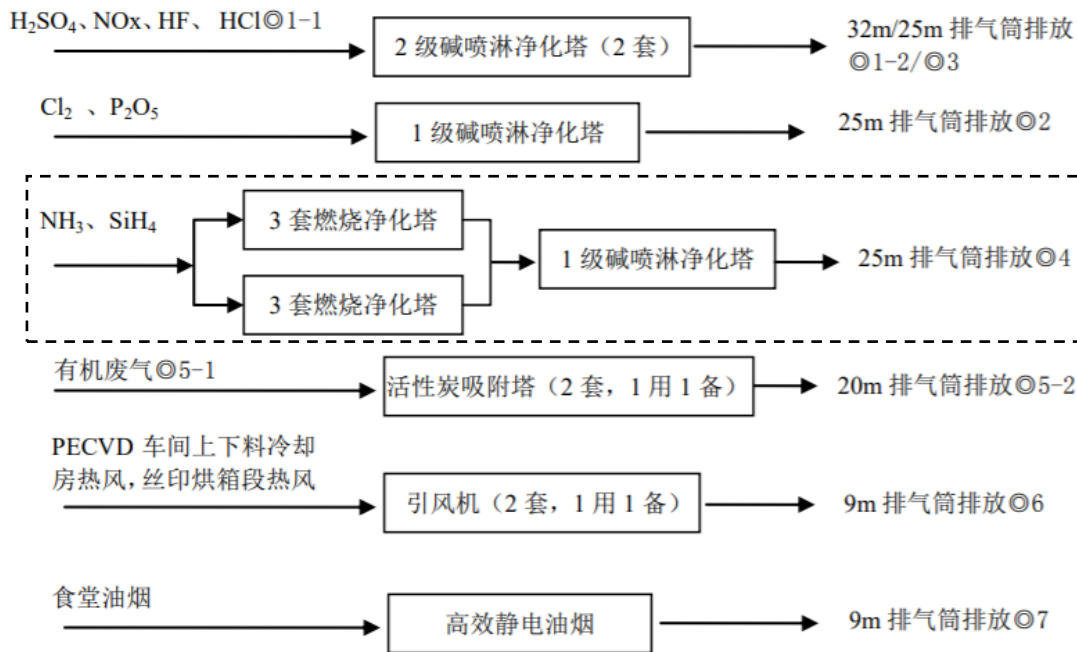 H₂SO₄、NOx、HF、 HCl◎1-1
2 级碱喷淋净化塔（2 套）
32m/25m 排气筒排放
◎1-2/◎3
Cl₂ 、P₂O₅
1 级碱喷淋净化塔
25m 排气筒排放◎2
NH₃、SiH₄
3 套燃烧净化塔
3 套燃烧净化塔
1 级碱喷淋净化塔
25m 排气筒排放◎4
有机废气◎5-1
活性炭吸附塔（2 套，1 用 1 备）
20m 排气筒排放◎5-2
PECVD 车间上下料冷却
房热风，丝印烘箱段热风
引风机（2 套，1 用 1 备）
9m 排气筒排放◎6
食堂油烟
高效静电油烟
9m 排气筒排放◎7